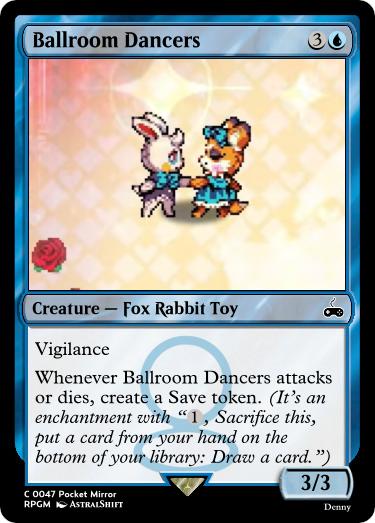 Ballroom Dancers 3
Creature — Fox Rabbit Toy
Vigilance
Whenever Ballroom Dancers attacks
or dies, create a Save token. (It's an
enchantment with “1, Sacrifice this,
put a card from your hand on the
bottom of your library: Draw a card.”)
3/3
C 0047 Pocket Mirror
RPGM AstralShift
Denny